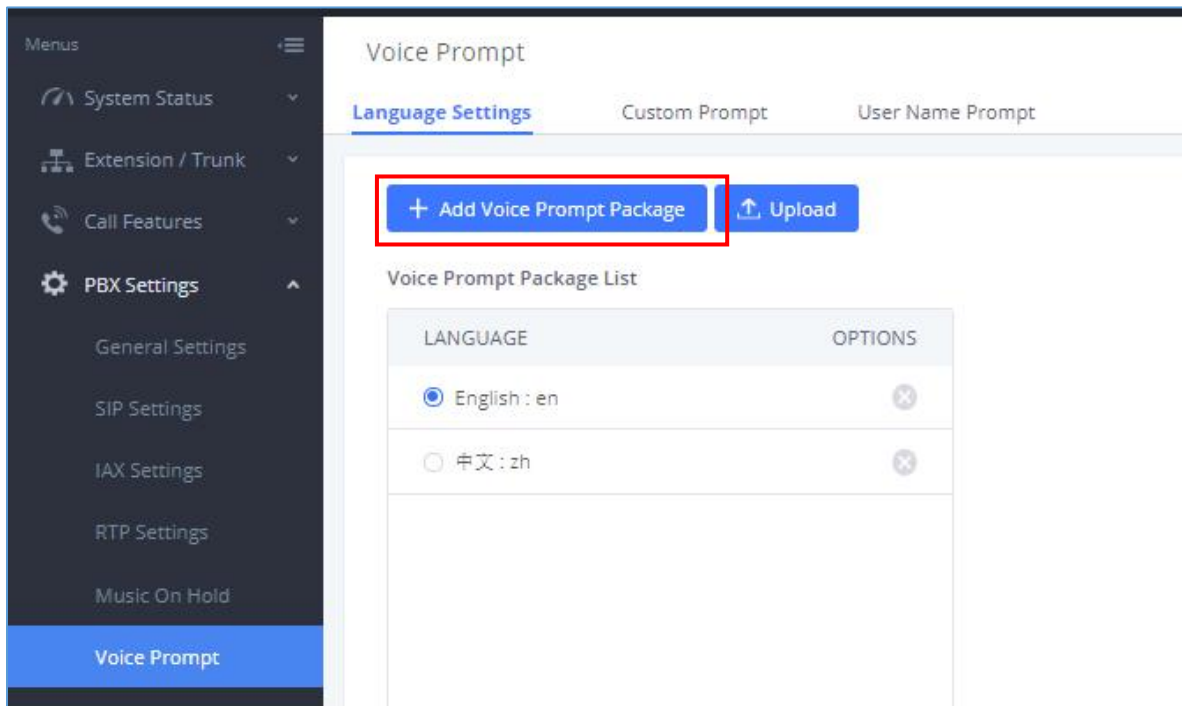 Menus
System Status
Extension / Trunk
Call Features
PBX Settings
General Settings
SIP Settings
IAX Settings
RTP Settings
Music On Hold
Voice Prompt
Voice Prompt
Language Settings Custom Prompt User Name Prompt
+ Add Voice Prompt Package Upload
Voice Prompt Package List
LANGUAGE OPTIONS
English : en
中文 : zh